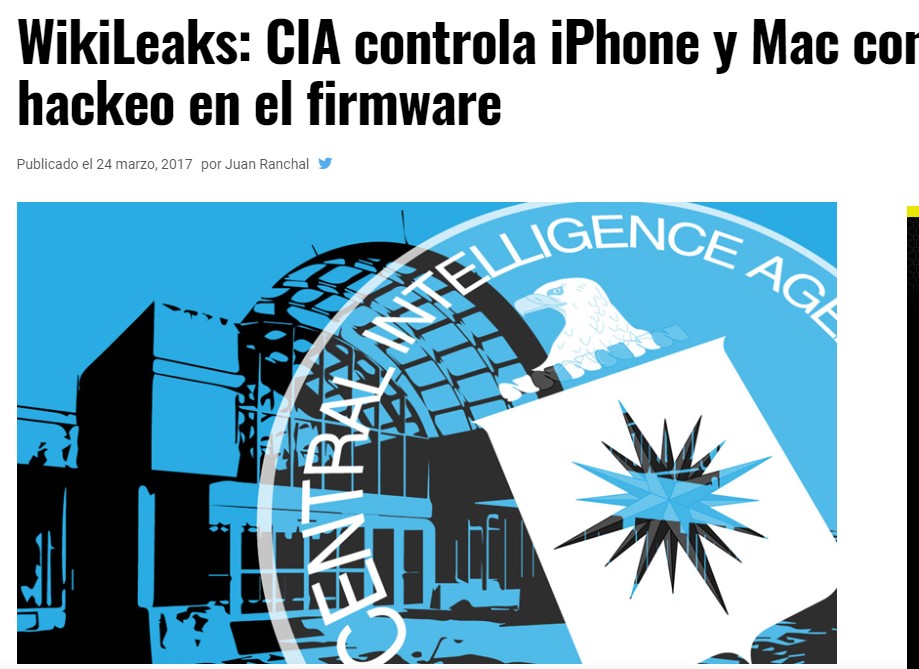 WikiLeaks: CIA controla iPhone y Mac con
hackeo en el firmware
Publicado el 24 marzo, 2017 por Juan Ranchal
CENTRAL INTELLIGENCE AGE